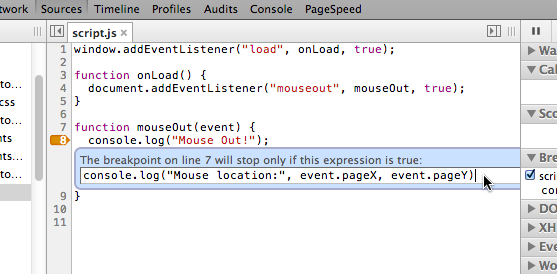 twork Sources Timeline Profiles Audits Console PageSpeed
script.js ×
1 window.addEventListener("load", onLoad, true);
2
3 function onLoad() {
4 document.addEventListener("mouseout", mouseOut, true);
5 }
6
7 function mouseOut(event) {
8 console.log("Mouse Out!");
The breakpoint on line 7 will stop only if this expression is true:
console.log("Mouse location:", event.pageX, event.pageY)
9 }
10
11
to...
css
to...
nts
ents
to...
Wa
Cal
Sco
Bre
scri
con
DO
XH
Eve
Wo